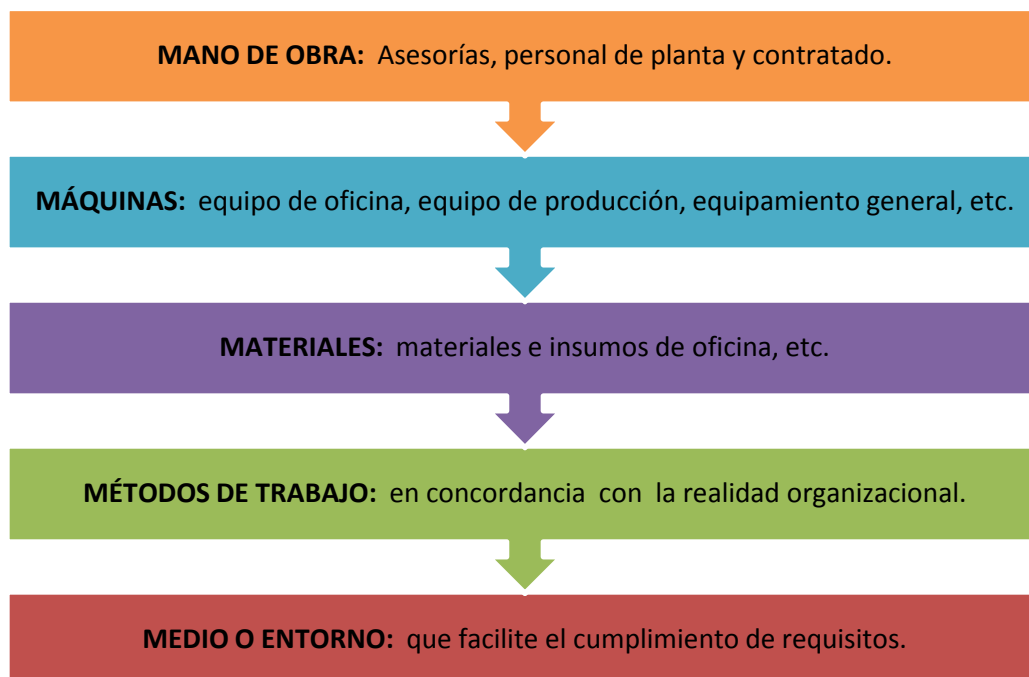 MANO DE OBRA: Asesorías, personal de planta y contratado.
MÁQUINAS: equipo de oficina, equipo de producción, equipamiento general, etc.
MATERIALES: materiales e insumos de oficina, etc.
MÉTODOS DE TRABAJO: en concordancia con la realidad organizacional.
MEDIO O ENTORNO: que facilite el cumplimiento de requisitos.